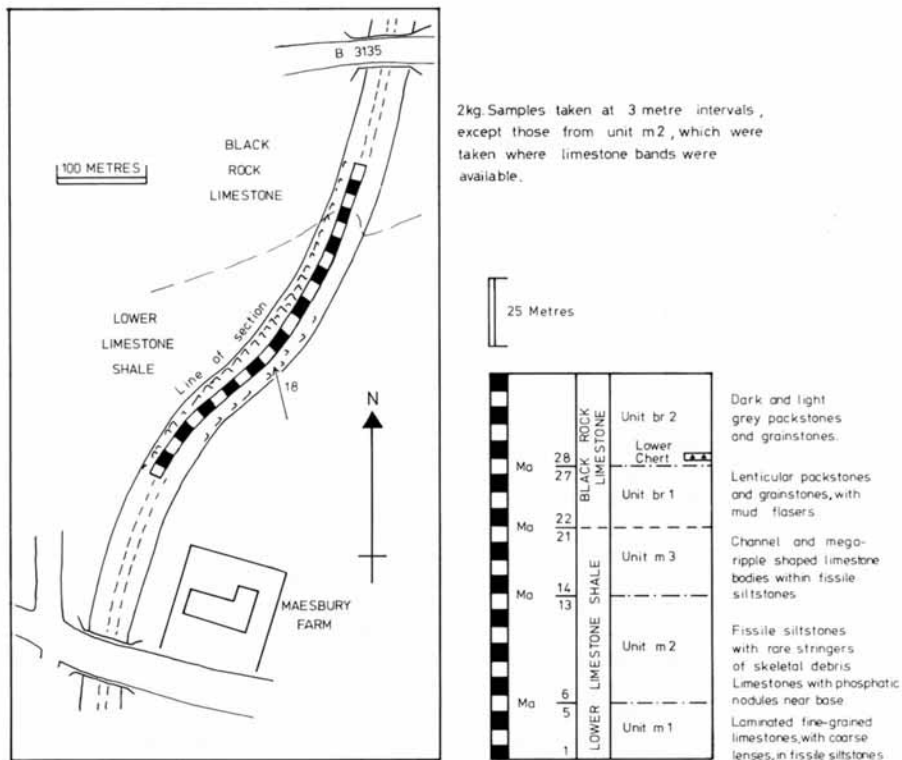 B 3135
BLACK
ROCK
LIMESTONE
100 METRES
LOWER
LIMESTONE
SHALE
Line of section
18
N
MAESBURY
FARM
2kg. Samples taken at 3 metre intervals,
except those from unit m2, which were
taken where limestone bands were
available.
25 Metres
Ma 28
27
Ma 22
21
Ma 14
13
Ma 6
5
1
BLACK ROCK
LIMESTONE
LOWER LIMESTONE SHALE
Unit br 2
Lower
Chert
Unit br 1
Unit m 3
Unit m 2
Unit m 1
Dark and light
grey packstones
and grainstones.
Lenticular packstones
and grainstones, with
mud flasers
Channel and mega-
ripple shaped limestone
bodies within fissile
siltstones
Fissile siltstones
with rare stringers
of skeletal debris
Limestones with phosphatic
nodules near base
Laminated fine-grained
limestones, with coarse
lenses, in fissile siltstones